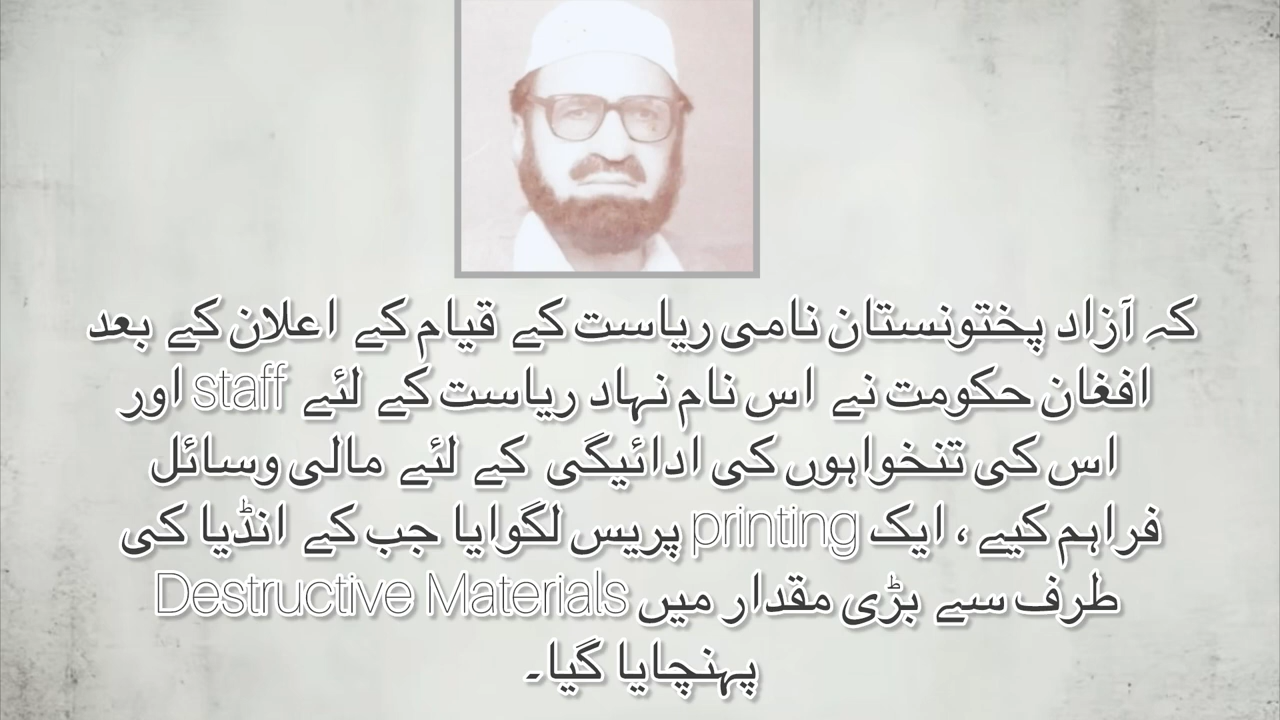 کہ آزاد پختونستان نامی ریاست کے قیام کے اعلان کے بعد
افغان حکومت نے اس نام نہاد ریاست کے لئے staff اور
اس کی تنخواہوں کی ادائیگی کے لئے مالی وسائل
فراہم کیے، ایک printing پریس لگوایا جب کے انڈیا کی
طرف سے بڑی مقدار میں Destructive Materials
پہنچایا گیا۔